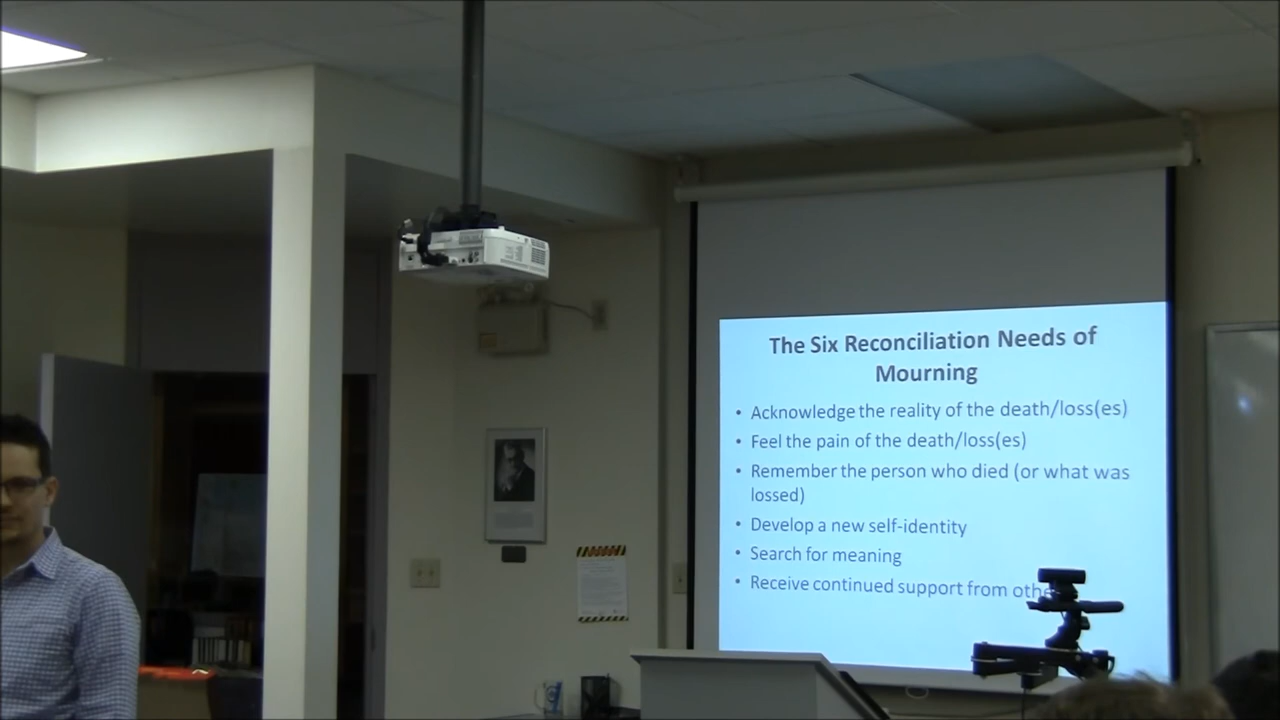 The Six Reconciliation Needs of
Mourning
• Acknowledge the reality of the death/loss(es)
• Feel the pain of the death/loss(es)
• Remember the person who died (or what was
lossed)
• Develop a new self-identity
• Search for meaning
• Receive continued support from